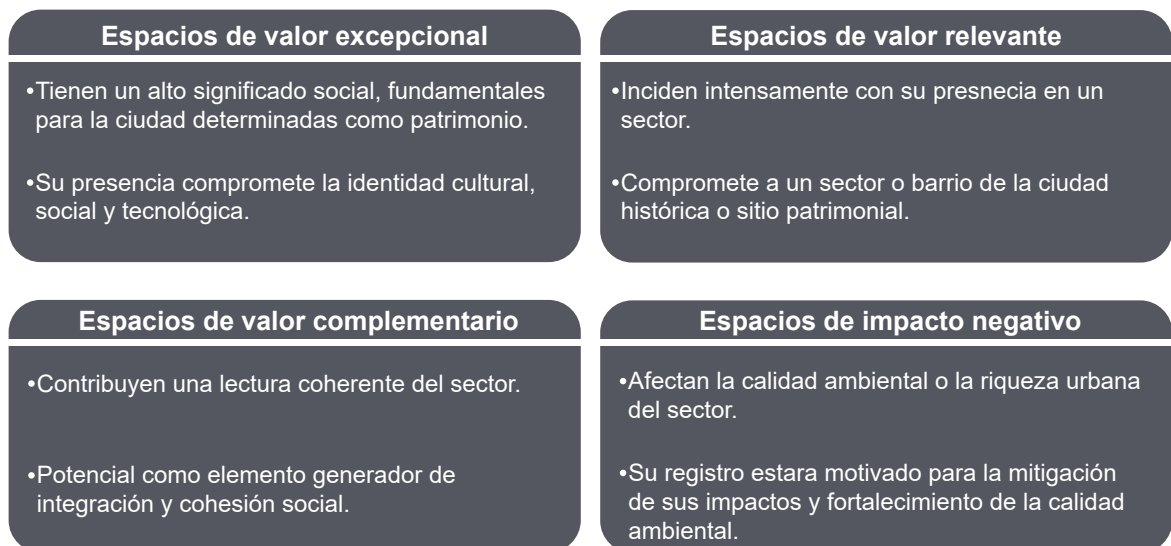 Espacios de valor excepcional
•Tienen un alto significado social, fundamentales
para la ciudad determinadas como patrimonio.
•Su presencia compromete la identidad cultural,
social y tecnológica.
Espacios de valor relevante
•Inciden intensamente con su presnecia en un
sector.
•Compromete a un sector o barrio de la ciudad
histórica o sitio patrimonial.
Espacios de valor complementario
•Contribuyen una lectura coherente del sector.
•Potencial como elemento generador de
integración y cohesión social.
Espacios de impacto negativo
•Afectan la calidad ambiental o la riqueza urbana
del sector.
•Su registro estara motivado para la mitigación
de sus impactos y fortalecimiento de la calidad
ambiental.